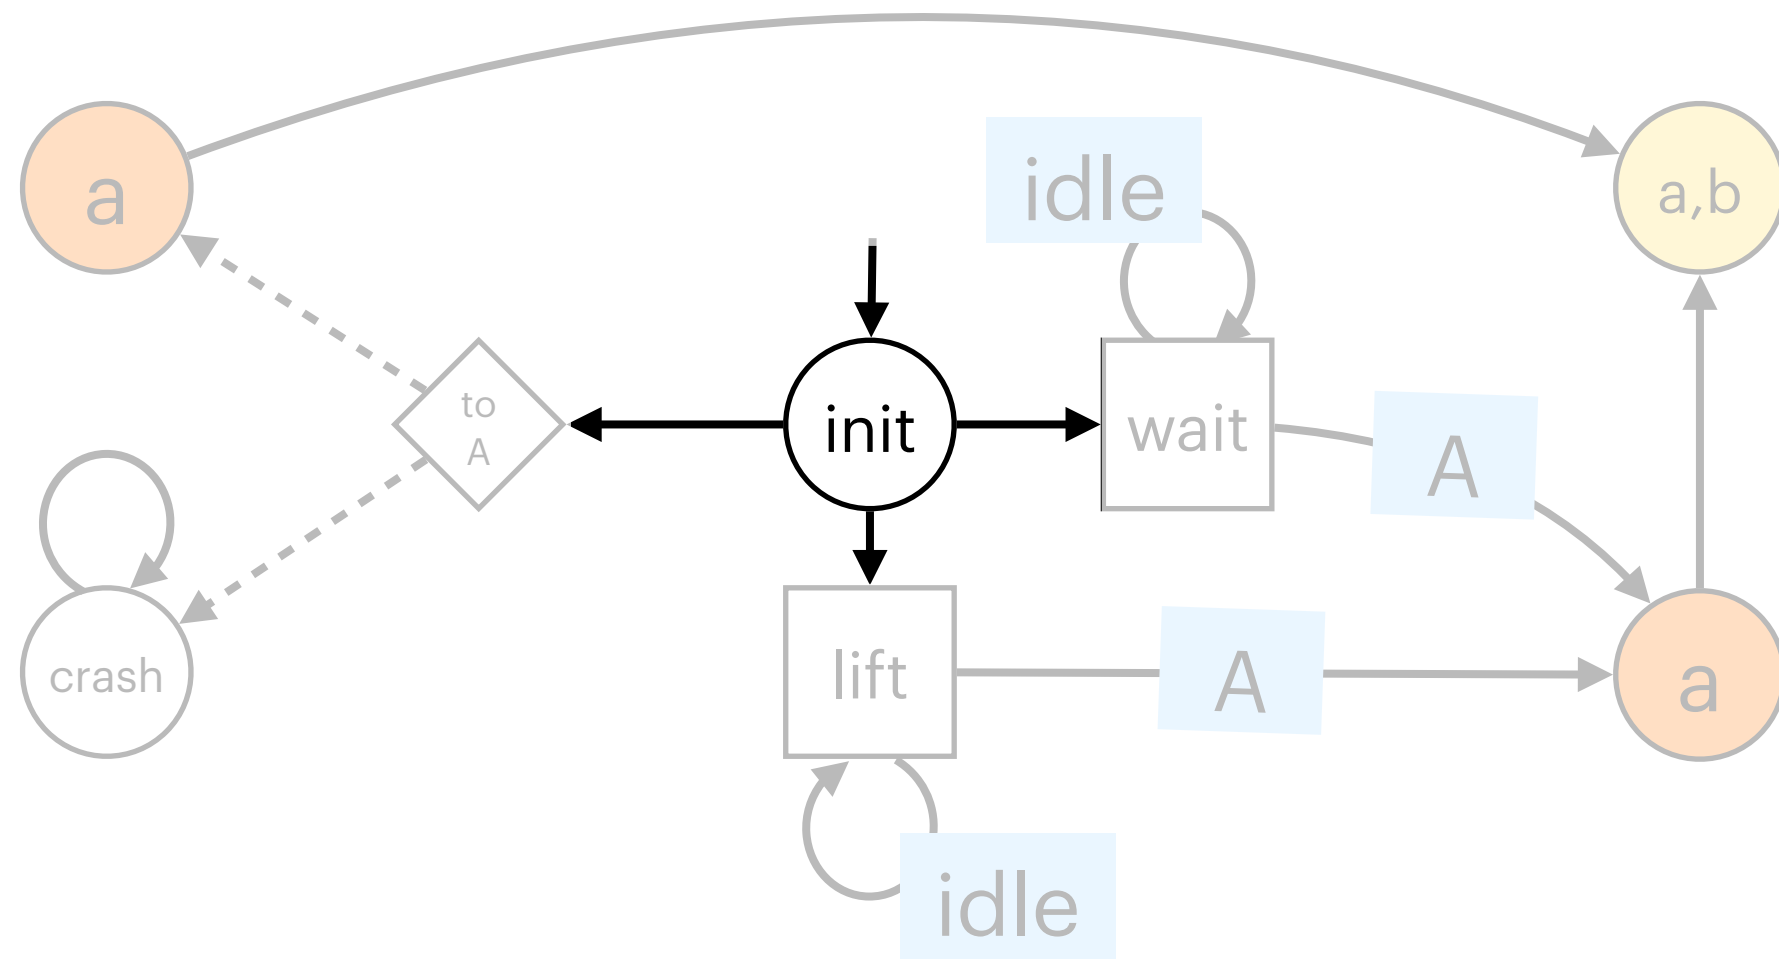 a
idle
a,b
to
A
init
wait
A
crash
lift
A
a
idle